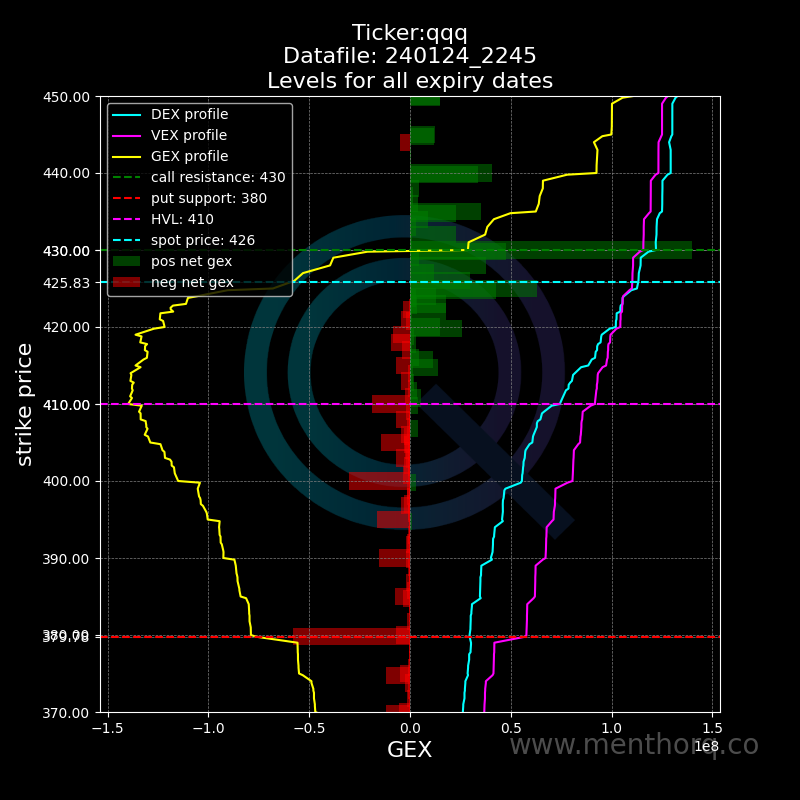 Ticker:qqq
Datafile: 240124_2245
Levels for all expiry dates
DEX profile
VEX profile
GEX profile
call resistance: 430
put support: 380
HVL: 410
spot price: 426
pos net gex
neg net gex
450.00
440.00
430.00
425.83
420.00
410.00
400.00
390.00
380.00
370.00
strike price
−1.5
−1.0
−0.5
0.0
0.5
1.0
1.5
1e8
GEX
www.menthorq.co